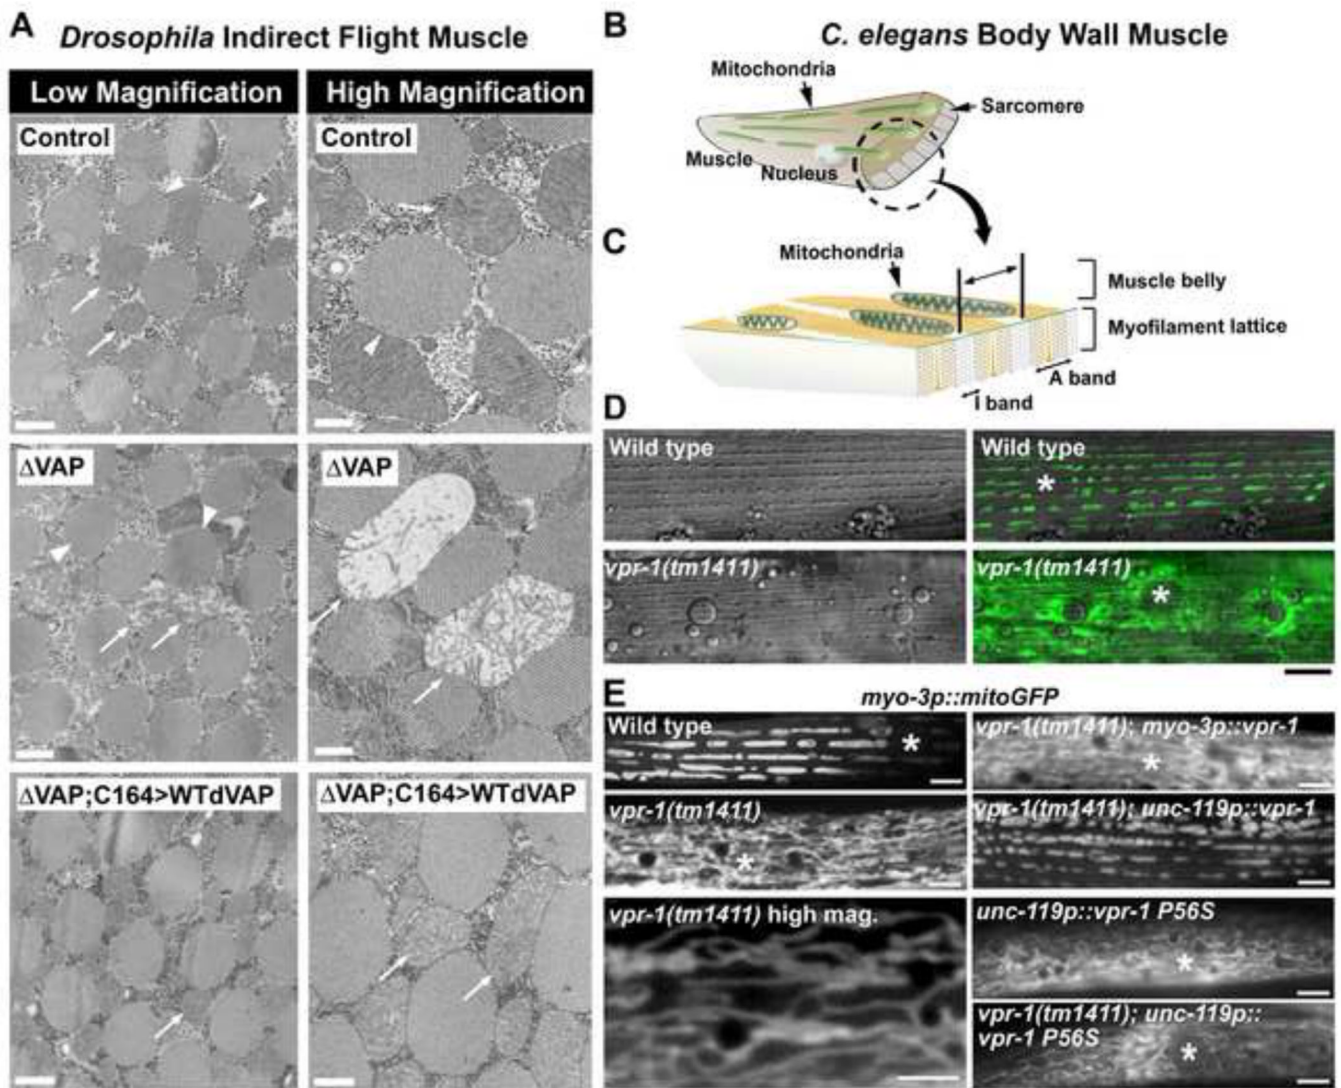 A
Drosophila Indirect Flight Muscle
Low Magnification
High Magnification
Control
Control
ΔVAP
ΔVAP
ΔVAP;C164>WTdVAP
ΔVAP;C164>WTdVAP
B
C. elegans Body Wall Muscle
Mitochondria
Sarcomere
Muscle
Nucleus
C
Mitochondria
Muscle belly
Myofilament lattice
A band
I band
D
Wild type
Wild type
*
vpr-1(tm1411)
vpr-1(tm1411)
*
E
myo-3p::mitoGFP
Wild type
*
vpr-1(tm1411); myo-3p::vpr-1
*
vpr-1(tm1411)
*
vpr-1(tm1411); unc-119p::vpr-1
vpr-1(tm1411) high mag.
unc-119p::vpr-1 P56S
*
vpr-1(tm1411); unc-119p::
vpr-1 P56S
*